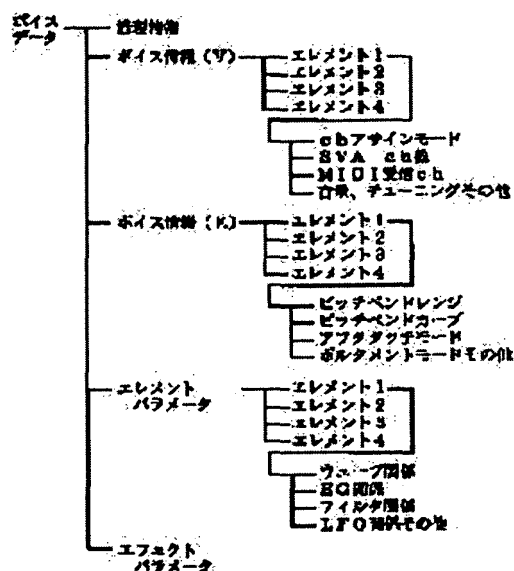 ボイス
データ
ボイス情報
エレメント1
エレメント2
エレメント3
エレメント4
chアサインモード
SVA ch数
MIDI受信ch
音量、チューニングその他
ボイス情報
エレメント1
エレメント2
エレメント3
エレメント4
ピッチベンドレンジ
ピッチベンドカーブ
アフタタッチモード
ポルタメントモードその他
エレメント
パラメータ
エレメント1
エレメント2
エレメント3
エレメント4
ウェーブ関係
EG関係
フィルタ関係
LFO関係その他
エフェクト
パラメータ